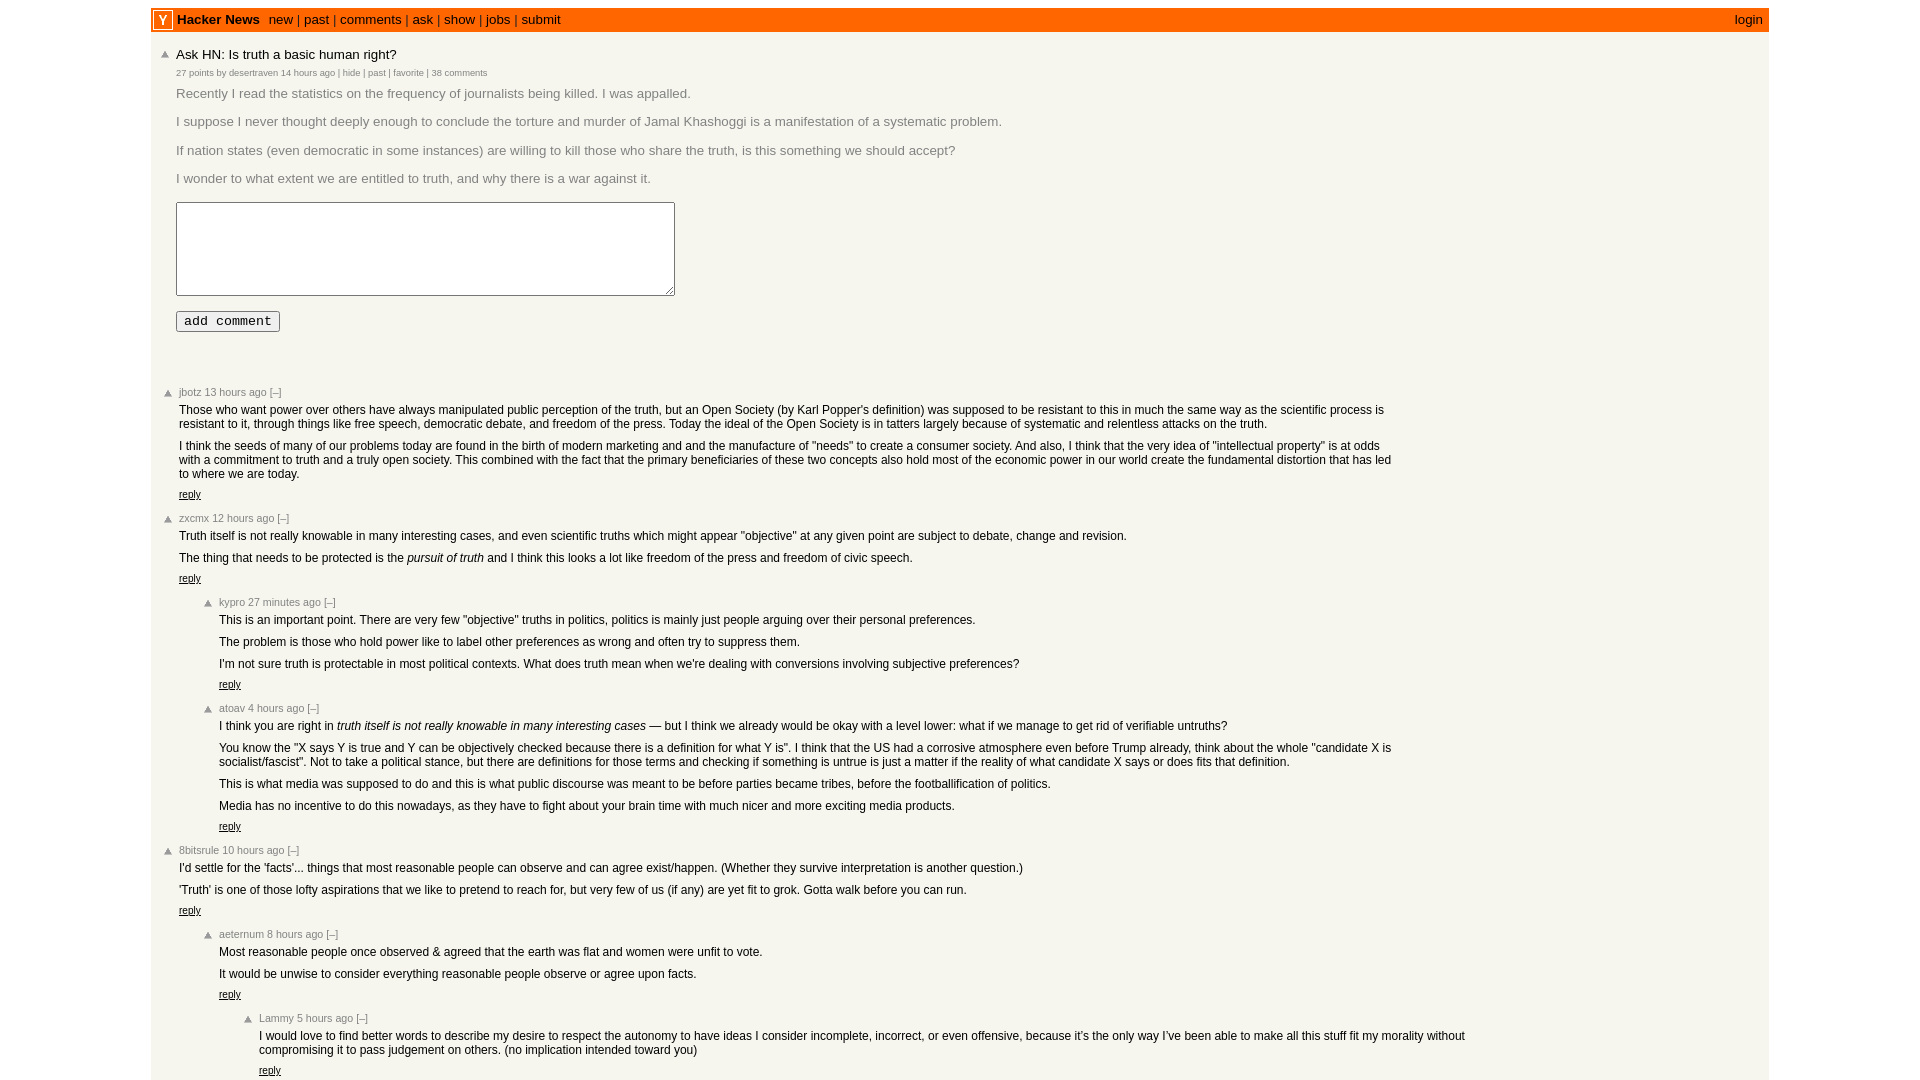 Y Hacker News new | past | comments | ask | show | jobs | submit login
Ask HN: Is truth a basic human right?
27 points by desertraven 14 hours ago | hide | past | favorite | 38 comments
Recently I read the statistics on the frequency of journalists being killed. I was appalled.
I suppose I never thought deeply enough to conclude the torture and murder of Jamal Khashoggi is a manifestation of a systematic problem.
If nation states (even democratic in some instances) are willing to kill those who share the truth, is this something we should accept?
I wonder to what extent we are entitled to truth, and why there is a war against it.
add comment
jbotz 13 hours ago [–]
Those who want power over others have always manipulated public perception of the truth, but an Open Society (by Karl Popper's definition) was supposed to be resistant to this in much the same way as the scientific process is
resistant to it, through things like free speech, democratic debate, and freedom of the press. Today the ideal of the Open Society is in tatters largely because of systematic and relentless attacks on the truth.
I think the seeds of many of our problems today are found in the birth of modern marketing and and the manufacture of "needs" to create a consumer society. And also, I think that the very idea of "intellectual property" is at odds
with a commitment to truth and a truly open society. This combined with the fact that the primary beneficiaries of these two concepts also hold most of the economic power in our world create the fundamental distortion that has led
to where we are today.
reply
zxcmx 12 hours ago [–]
Truth itself is not really knowable in many interesting cases, and even scientific truths which might appear "objective" at any given point are subject to debate, change and revision.
The thing that needs to be protected is the pursuit of truth and I think this looks a lot like freedom of the press and freedom of civic speech.
reply
kypro 27 minutes ago [–]
This is an important point. There are very few "objective" truths in politics, politics is mainly just people arguing over their personal preferences.
The problem is those who hold power like to label other preferences as wrong and often try to suppress them.
I'm not sure truth is protectable in most political contexts. What does truth mean when we're dealing with conversions involving subjective preferences?
reply
atoav 4 hours ago [–]
I think you are right in truth itself is not really knowable in many interesting cases — but I think we already would be okay with a level lower: what if we manage to get rid of verifiable untruths?
You know the "X says Y is true and Y can be objectively checked because there is a definition for what Y is". I think that the US had a corrosive atmosphere even before Trump already, think about the whole "candidate X is
socialist/fascist". Not to take a political stance, but there are definitions for those terms and checking if something is untrue is just a matter if the reality of what candidate X says or does fits that definition.
This is what media was supposed to do and this is what public discourse was meant to be before parties became tribes, before the footballification of politics.
Media has no incentive to do this nowadays, as they have to fight about your brain time with much nicer and more exciting media products.
reply
8bitsrule 10 hours ago [–]
I'd settle for the 'facts'... things that most reasonable people can observe and can agree exist/happen. (Whether they survive interpretation is another question.)
'Truth' is one of those lofty aspirations that we like to pretend to reach for, but very few of us (if any) are yet fit to grok. Gotta walk before you can run.
reply
aeternum 8 hours ago [–]
Most reasonable people once observed & agreed that the earth was flat and women were unfit to vote.
It would be unwise to consider everything reasonable people observe or agree upon facts.
reply
Lammy 5 hours ago [–]
I would love to find better words to describe my desire to respect the autonomy to have ideas I consider incomplete, incorrect, or even offensive, because it's the only way I've been able to make all this stuff fit my morality without
compromising it to pass judgement on others. (no implication intended toward you)
reply